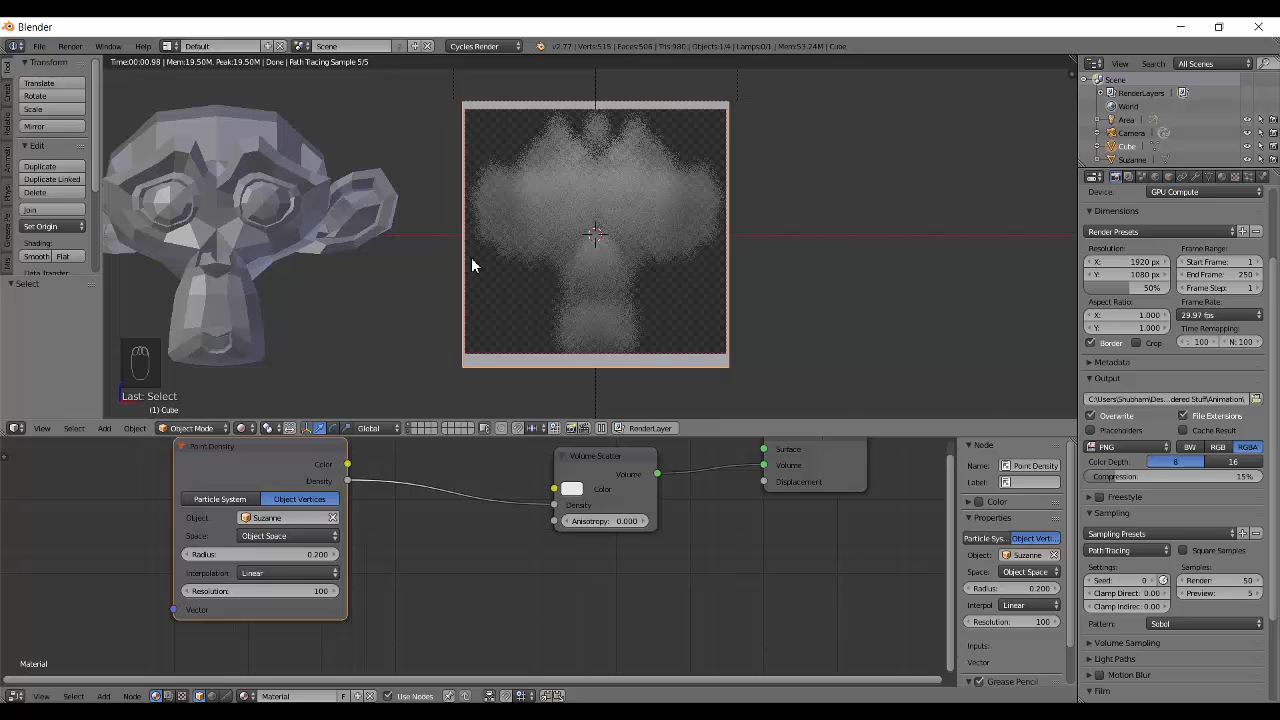 Blender
File Render Window Help Default Scene 2 Cycles Render v2.77 | Verts:515 | Faces:506 | Tris:980 | Objects:1/4 | Lamps:0/1 | Mem:53.24M | Cube
Time:00:00.98 | Mem:19.50M, Peak:19.50M | Done | Path Tracing Sample 5/5
Transform
Translate
Rotate
Scale
Mirror
Edit
Duplicate
Duplicate Linked
Delete
Join
Set Origin
Shading:
Smooth Flat
Data Transfer
Select
Last: Select
(1) Cube
View Select Add Object Object Mode Global RenderLayer
View Search All Scenes
Scene
RenderLayers
World
Area
Camera
Cube
Suzanne
Device: GPU Compute
Dimensions
Render Presets
Resolution: Frame Range:
X: 1920 px Start Frame: 1
Y: 1080 px End Frame: 250
50% Frame Step: 1
Aspect Ratio: Frame Rate:
X: 1.000 29.97 fps
Y: 1.000 Time Remapping:
Border Crop : 100 N: 100
Metadata
Output
C:\Users\Shubham\Des...dered Stuff\Animation\
Overwrite File Extensions
Placeholders Cache Result
PNG BW RGB RGBA
Color Depth: 8 16
Compression: 15%
Freestyle
Sampling
Sampling Presets
Path Tracing Square Samples
Settings: Samples:
Seed: 0 Render: 50
Clamp Direct: 0.00 Preview: 5
Clamp Indirec: 0.00
Pattern: Sobol
Volume Sampling
Light Paths
Motion Blur
Film
Point Density
Color
Density
Particle System Object Vertices
Object: Suzanne
Space: Object Space
Radius: 0.200
Interpolation: Linear
Resolution: 100
Vector
Volume Scatter
Volume
Color
Density
Anisotropy: 0.000
Surface
Volume
Displacement
Node
Name: Point Density
Label:
Color
Properties
Particle Sys... Object Verti...
Object: Suzanne
Space: Object Space
Radius: 0.200
Interpol Linear
Resolution: 100
Inputs:
Vector
Grease Pencil
Material
View Select Add Node Material F Use Nodes